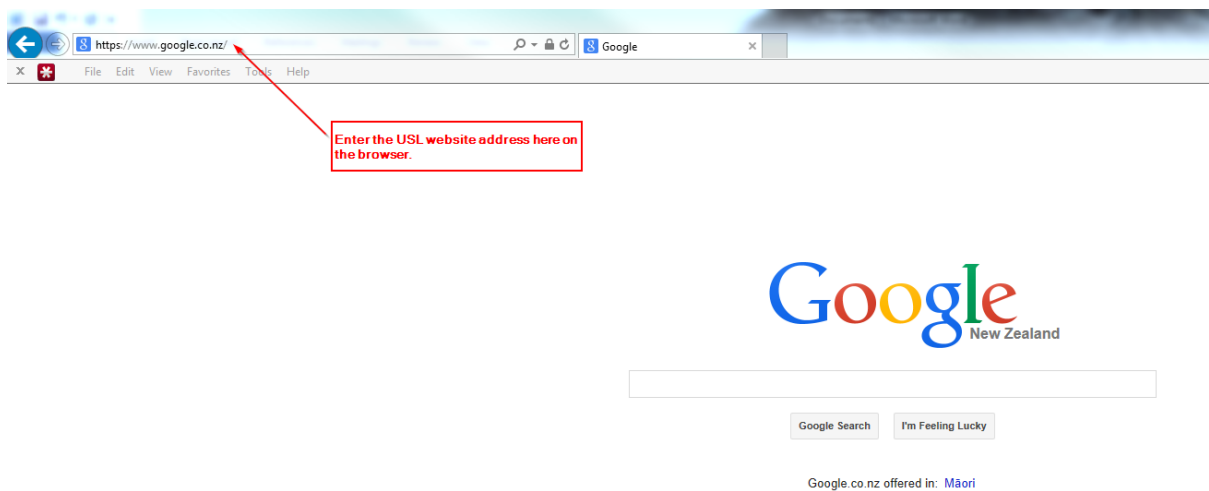 https://www.google.co.nz/
Google
x File Edit View Favorites Tools Help
Enter the USL website address here on
the browser.
Google
New Zealand
Google Search I'm Feeling Lucky
Google.co.nz offered in: Māori